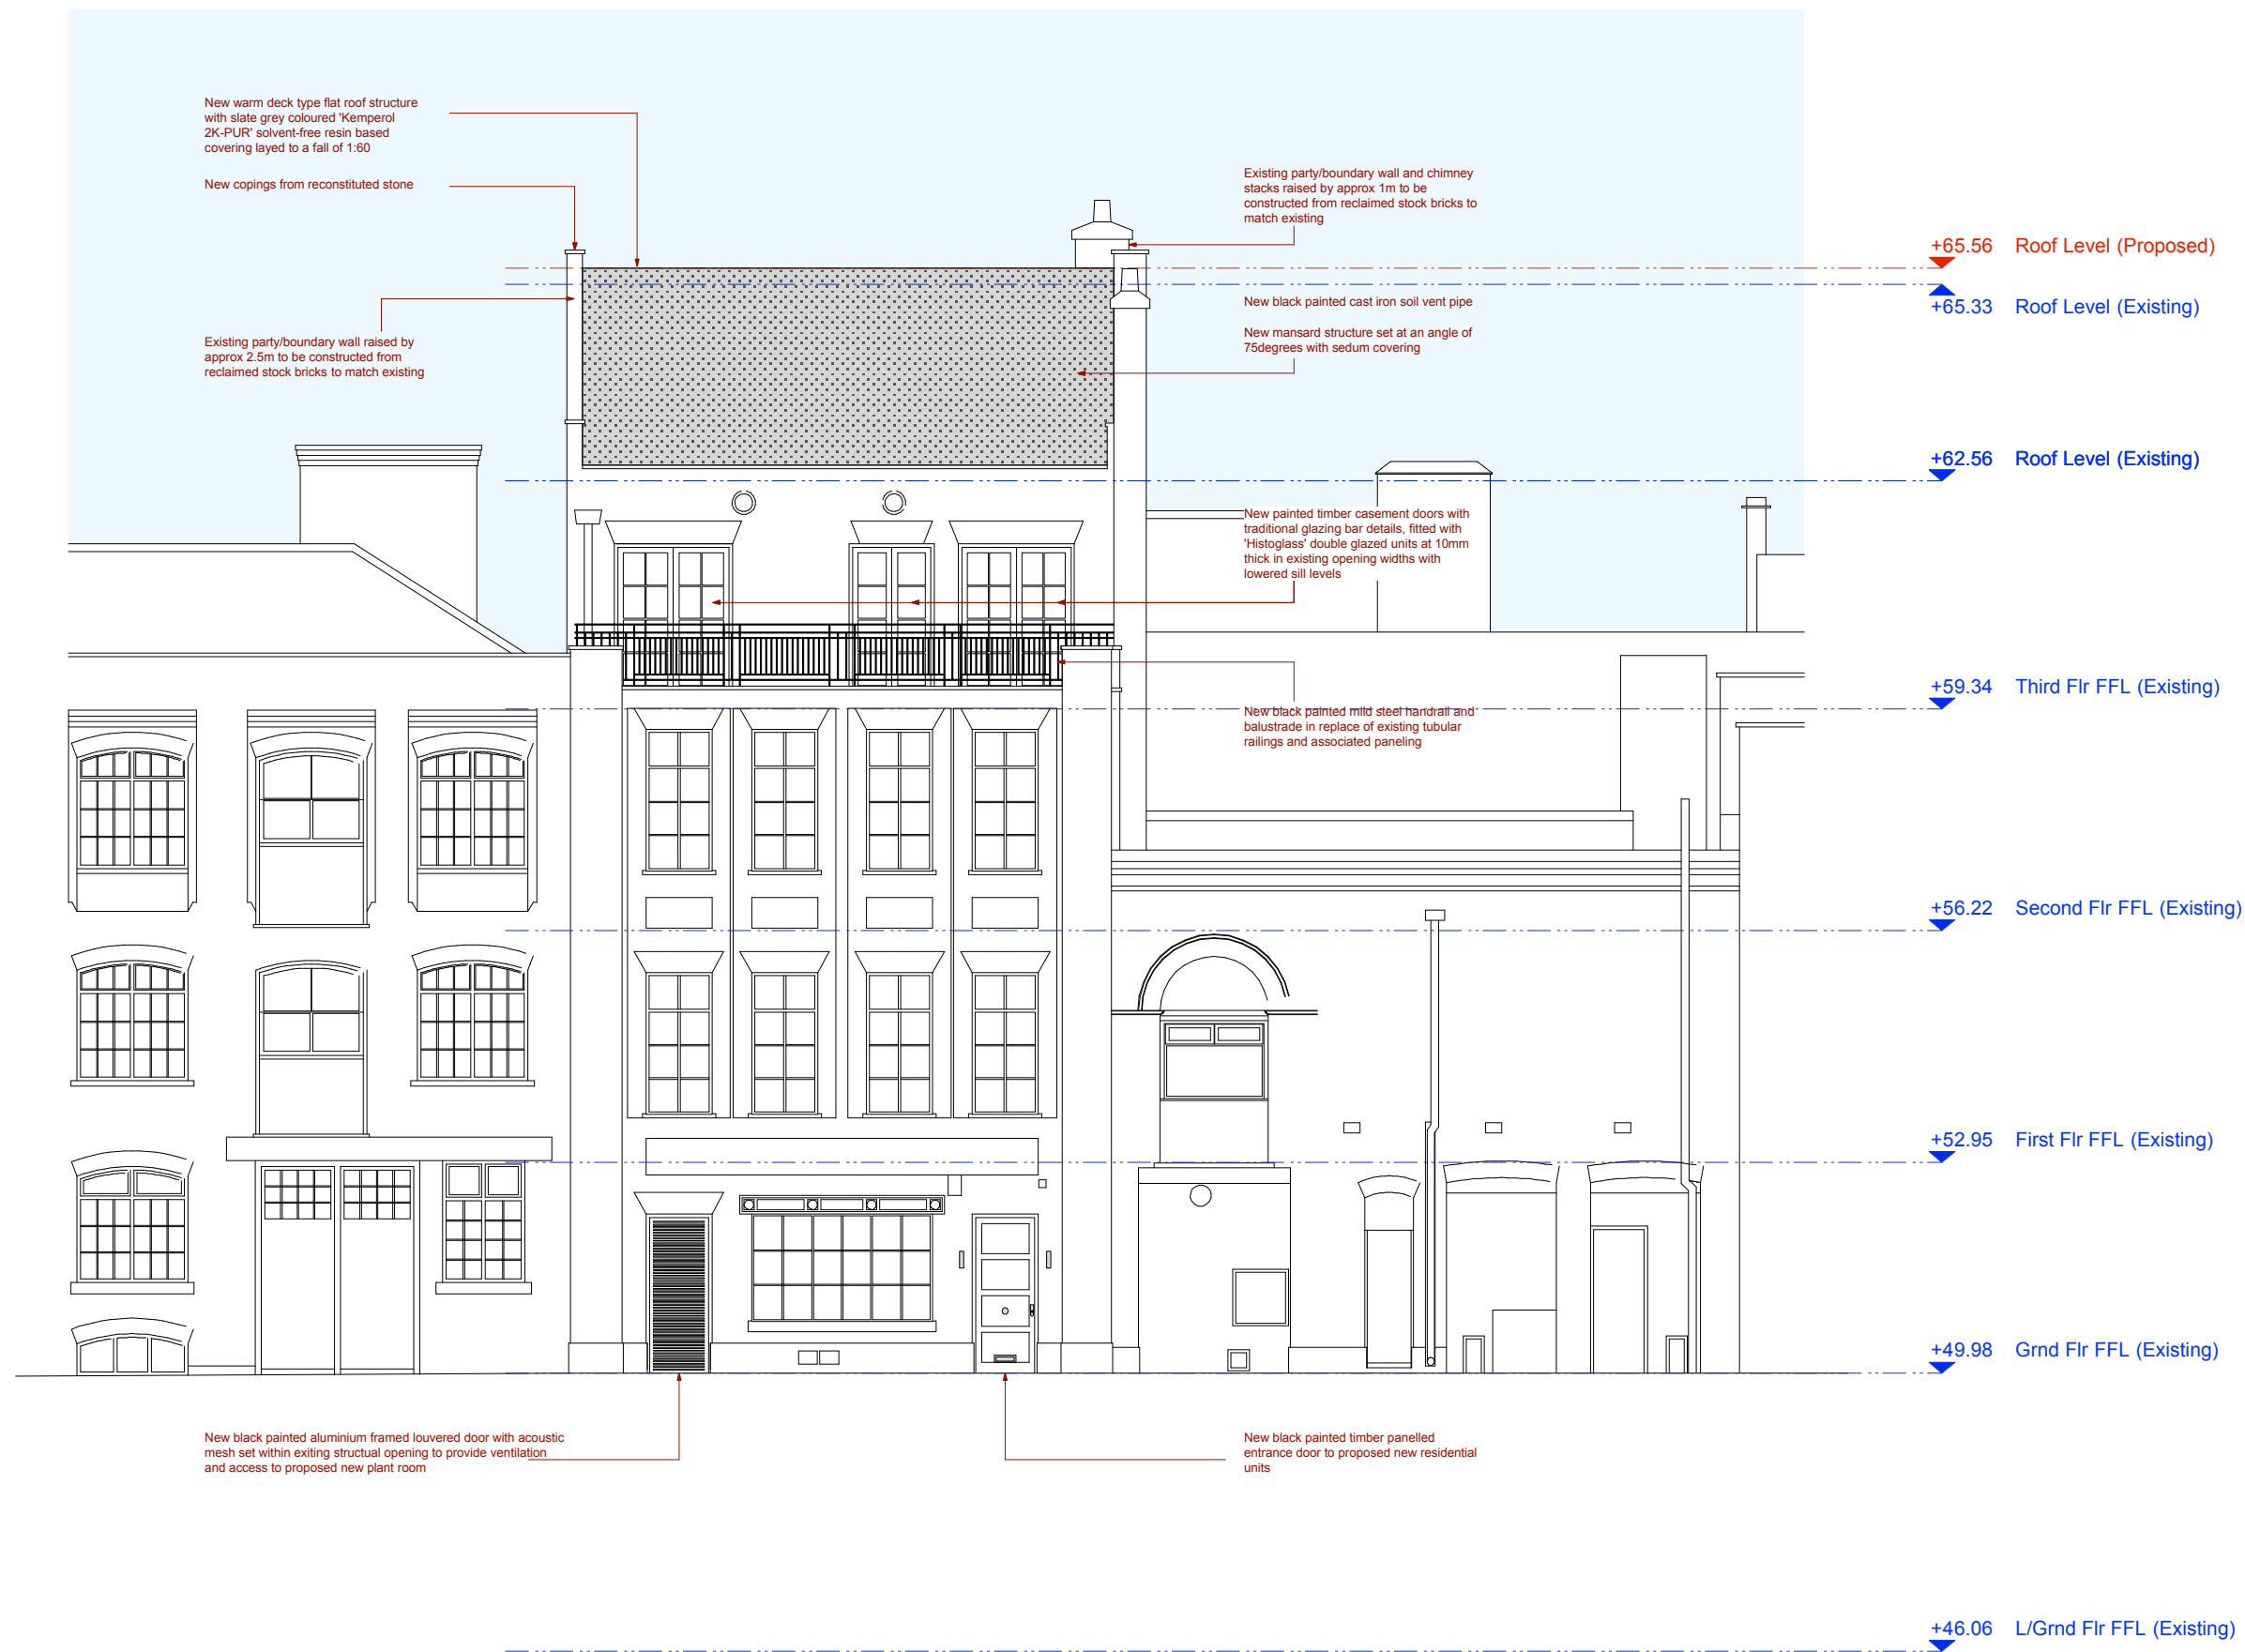 New warm deck type flat roof structure
with slate grey coloured 'Kemperol
2K-PUR' solvent-free resin based
covering layed to a fall of 1:60
New copings from reconstituted stone
Existing party/boundary wall and chimney
stacks raised by approx 1m to be
constructed from reclaimed stock bricks to
match existing
+65.56 Roof Level (Proposed)
New black painted cast iron soil vent pipe
+65.33 Roof Level (Existing)
New mansard structure set at an angle of
75degrees with sedum covering
Existing party/boundary wall raised by
approx 2.5m to be constructed from
reclaimed stock bricks to match existing
+62.56 Roof Level (Existing)
New painted timber casement doors with
traditional glazing bar details, fitted with
'Histoglass' double glazed units at 10mm
thick in existing opening widths with
lowered sill levels
+59.34 Third Flr FFL (Existing)
New black painted mild steel handrail and
balustrade in replace of existing tubular
railings and associated paneling
+56.22 Second Flr FFL (Existing)
+52.95 First Flr FFL (Existing)
+49.98 Grnd Flr FFL (Existing)
New black painted aluminium framed louvered door with acoustic
mesh set within exiting structual opening to provide ventilation
and access to proposed new plant room
New black painted timber panelled
entrance door to proposed new residential
units
+46.06 L/Grnd Flr FFL (Existing)